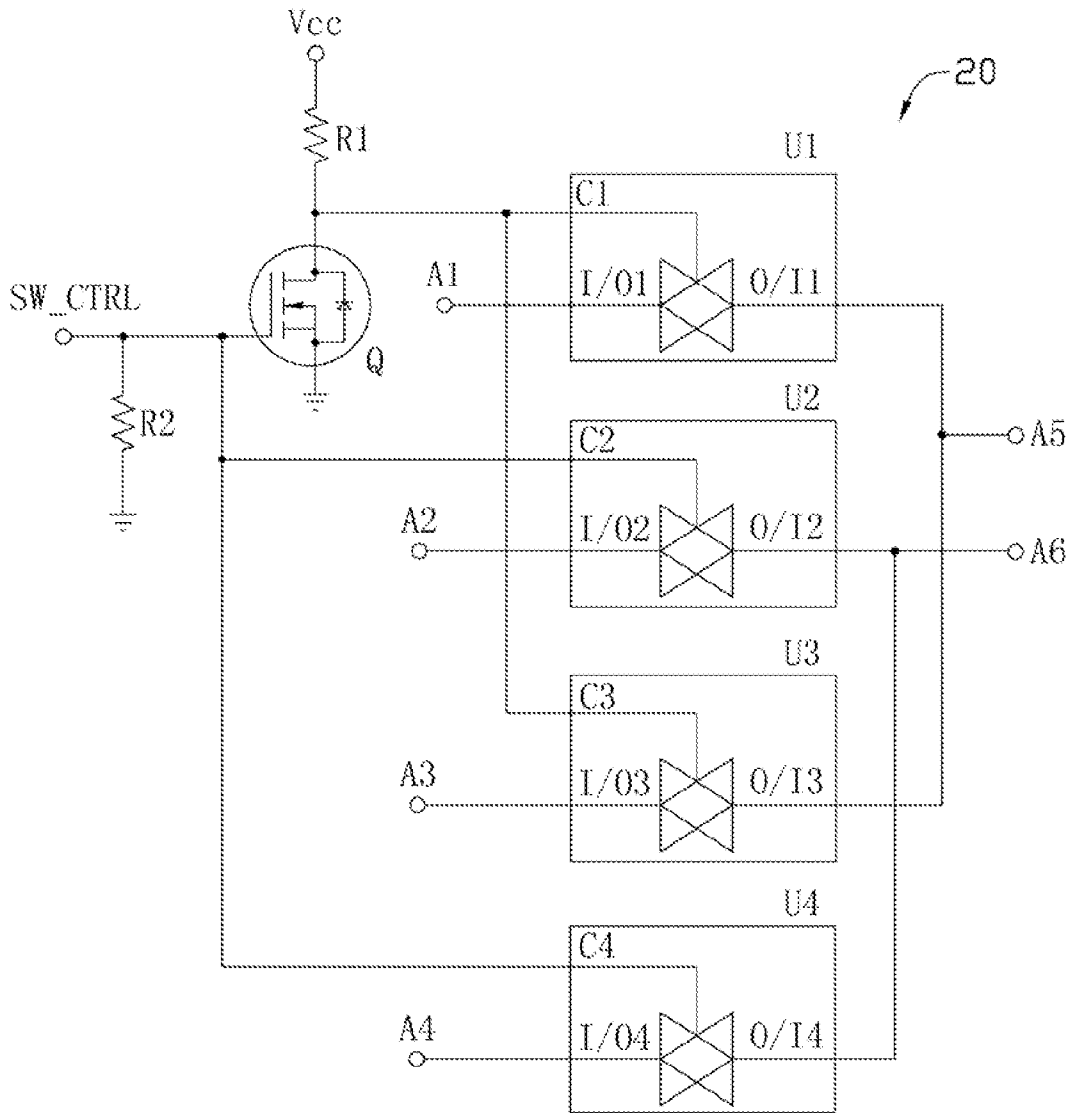 Vcc
20
R1
U1
C1
A1
I/O1
O/I1
SW_CTRL
Q
R2
U2
C2
A5
A2
I/O2
O/I2
A6
U3
C3
A3
I/O3
O/I3
U4
C4
A4
I/O4
O/I4